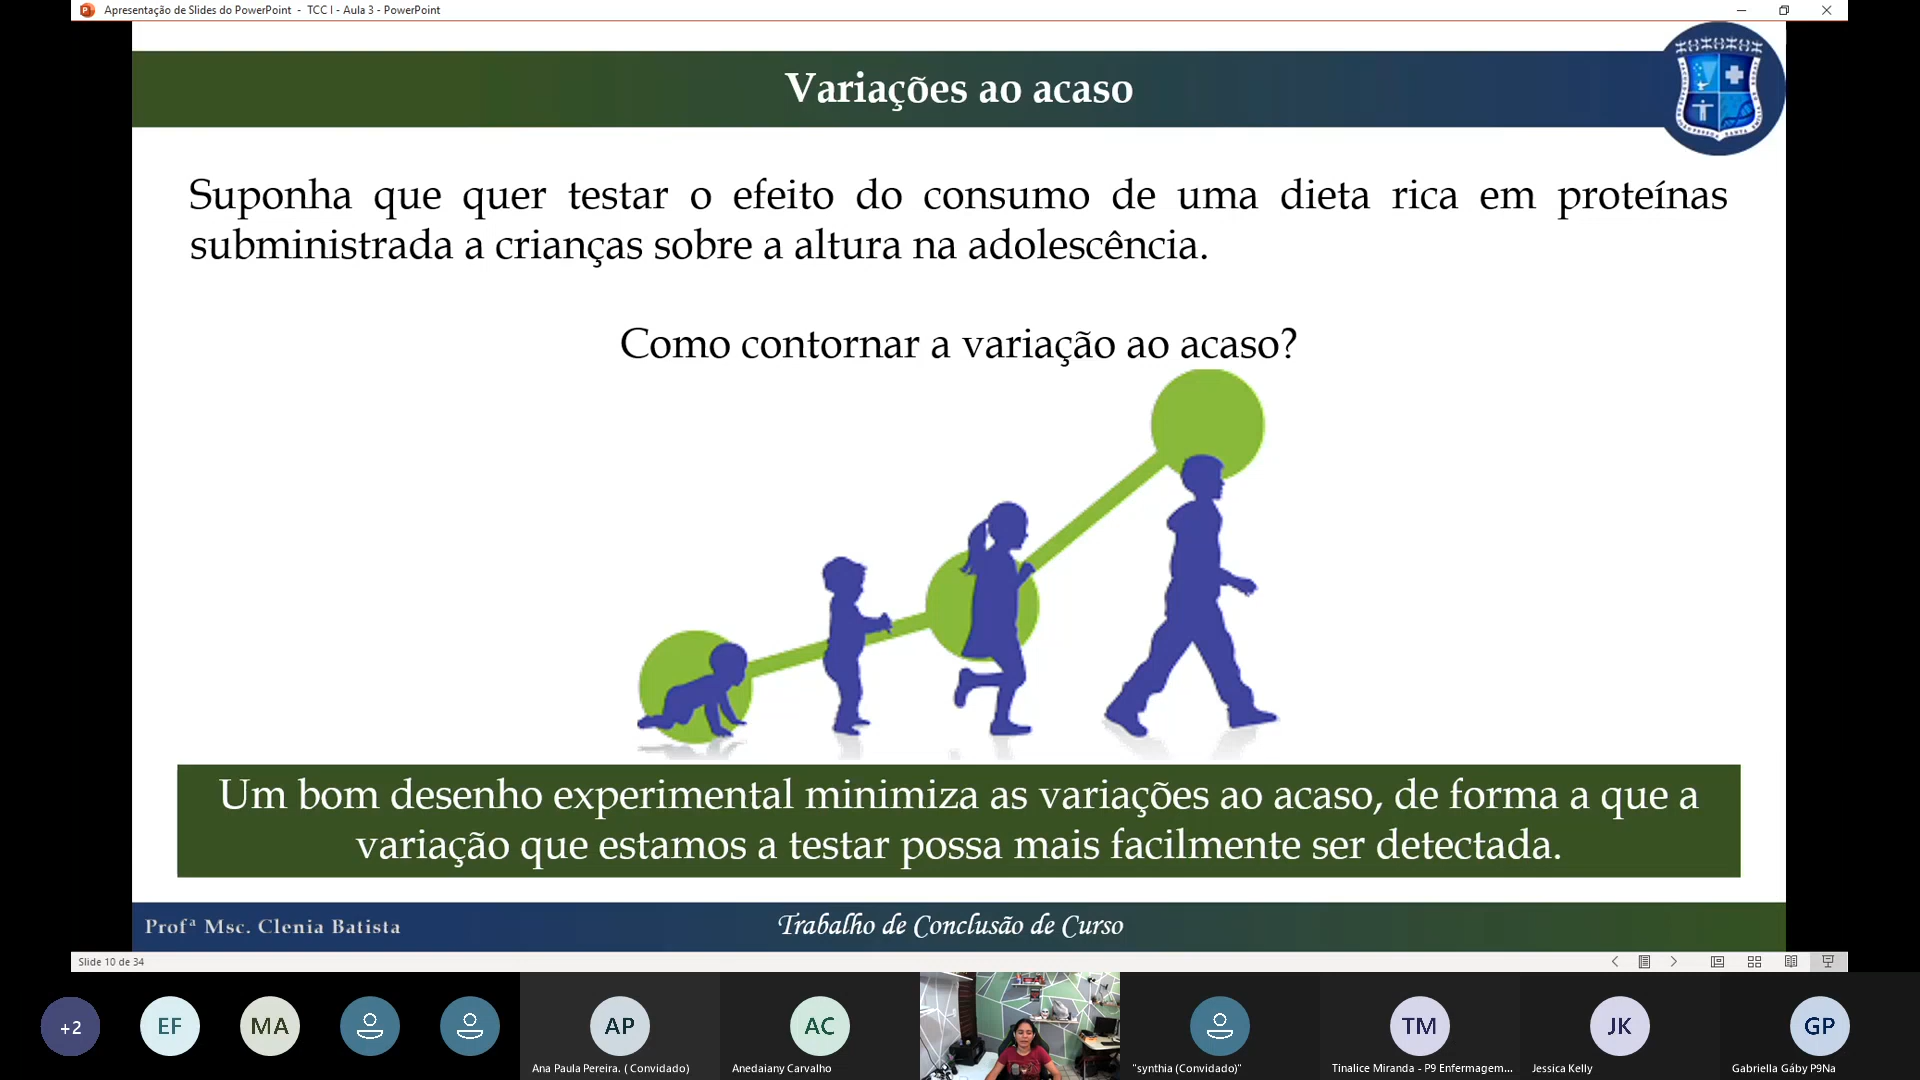 Apresentação de Slides do PowerPoint - TCC I - Aula 3 - PowerPoint
Variações ao acaso
Suponha que quer testar o efeito do consumo de uma dieta rica em proteínas
subministrada a crianças sobre a altura na adolescência.
Como contornar a variação ao acaso?
Um bom desenho experimental minimiza as variações ao acaso, de forma a que a
variação que estamos a testar possa mais facilmente ser detectada.
Profª Msc. Clenia Batista
Trabalho de Conclusão de Curso
Slide 10 de 34
+2
EF
MA
AP
AC
TM
JK
GP
Ana Paula Pereira. ( Convidado)
Anedaiany Carvalho
"synthia (Convidado)"
Tinalice Miranda - P9 Enfermagem...
Jessica Kelly
Gabriella Gáby P9Na